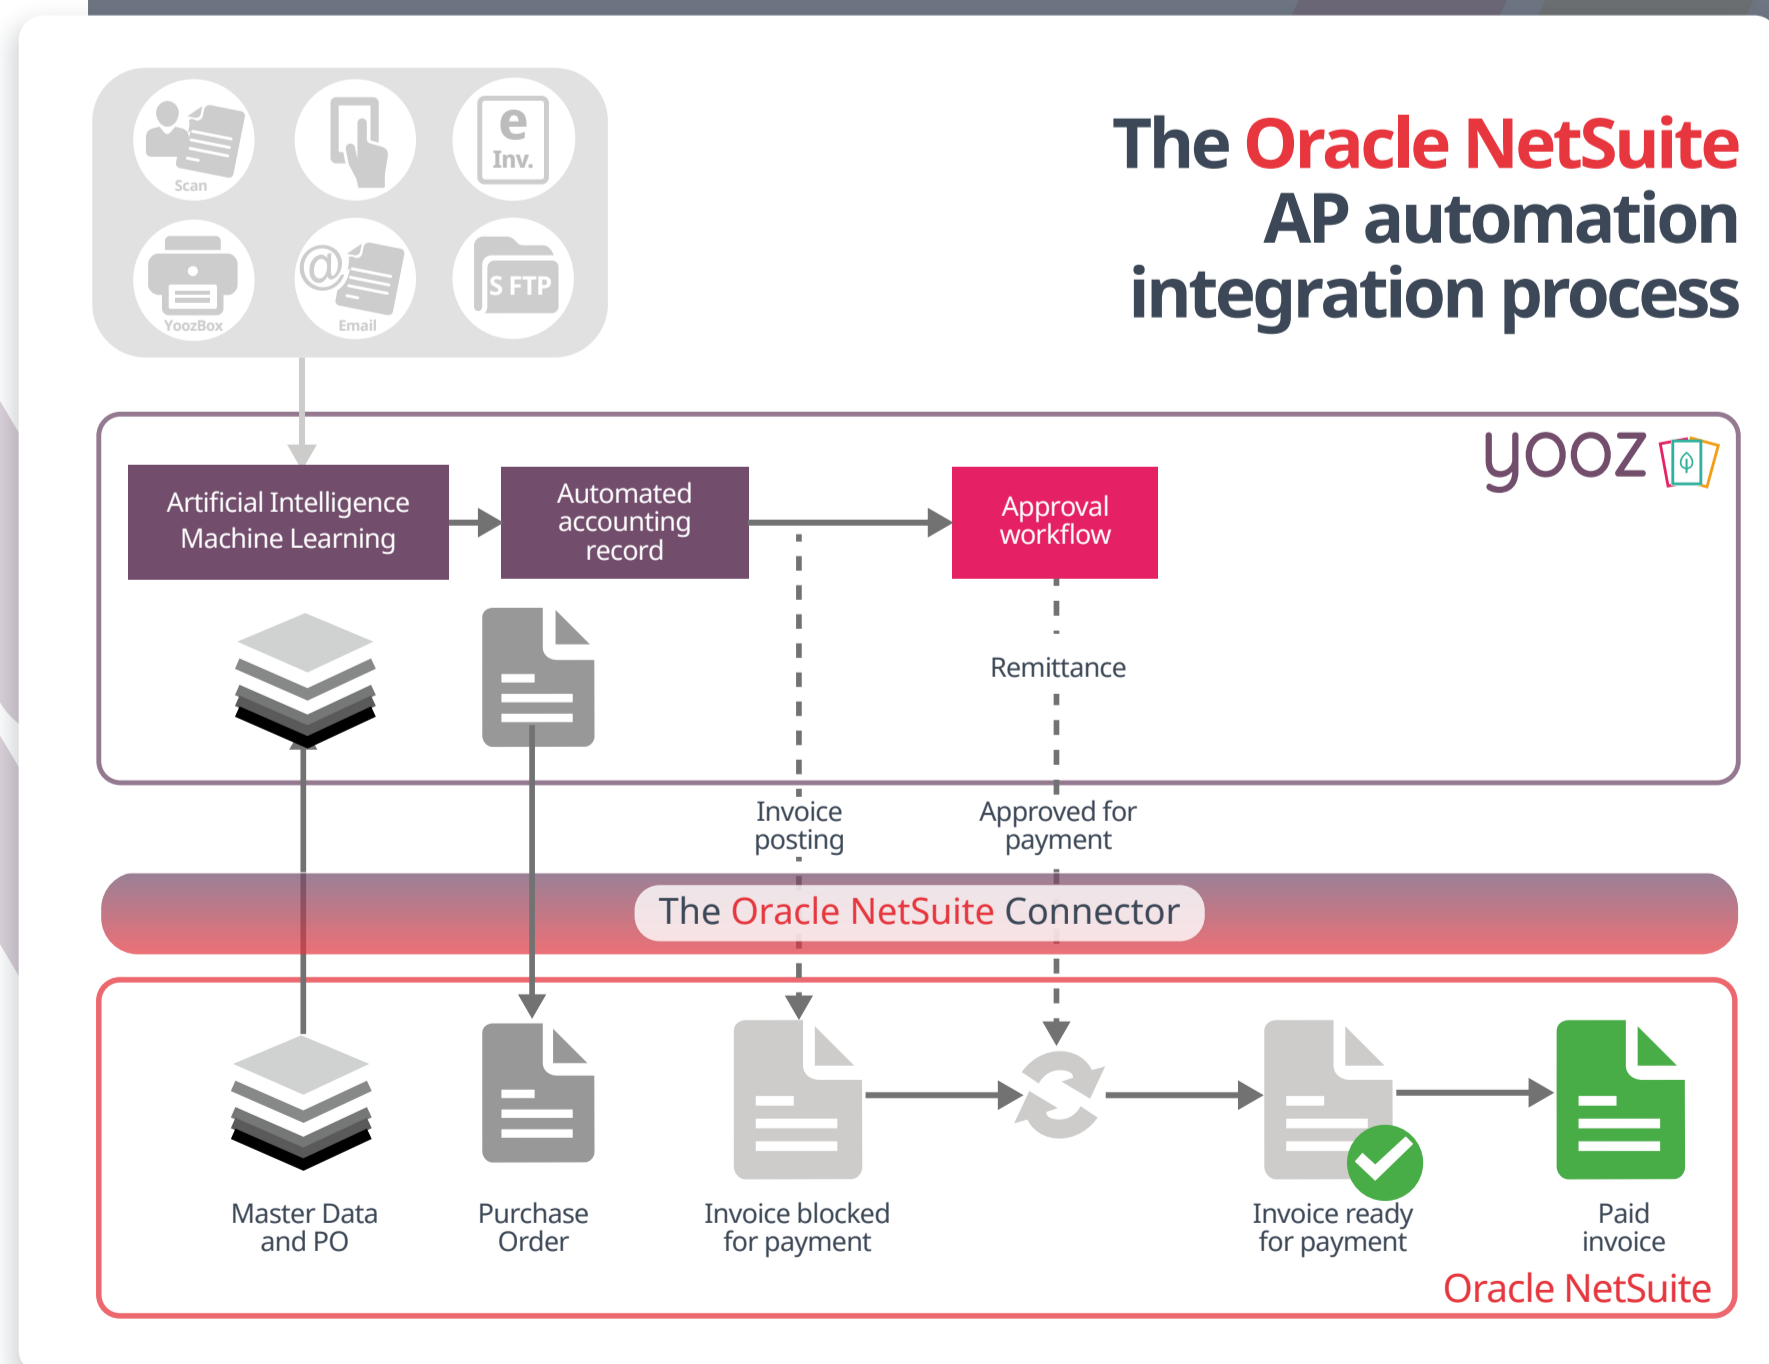 The Oracle NetSuite
AP automation
integration process
Scan
e
Inv.
YoozBox
@
Email
S FTP
yooz
Artificial Intelligence
Machine Learning
Automated
accounting
record
Approval
workflow
Remittance
Invoice
posting
Approved for
payment
The Oracle NetSuite Connector
Master Data
and PO
Purchase
Order
Invoice blocked
for payment
Invoice ready
for payment
Paid
invoice
Oracle NetSuite